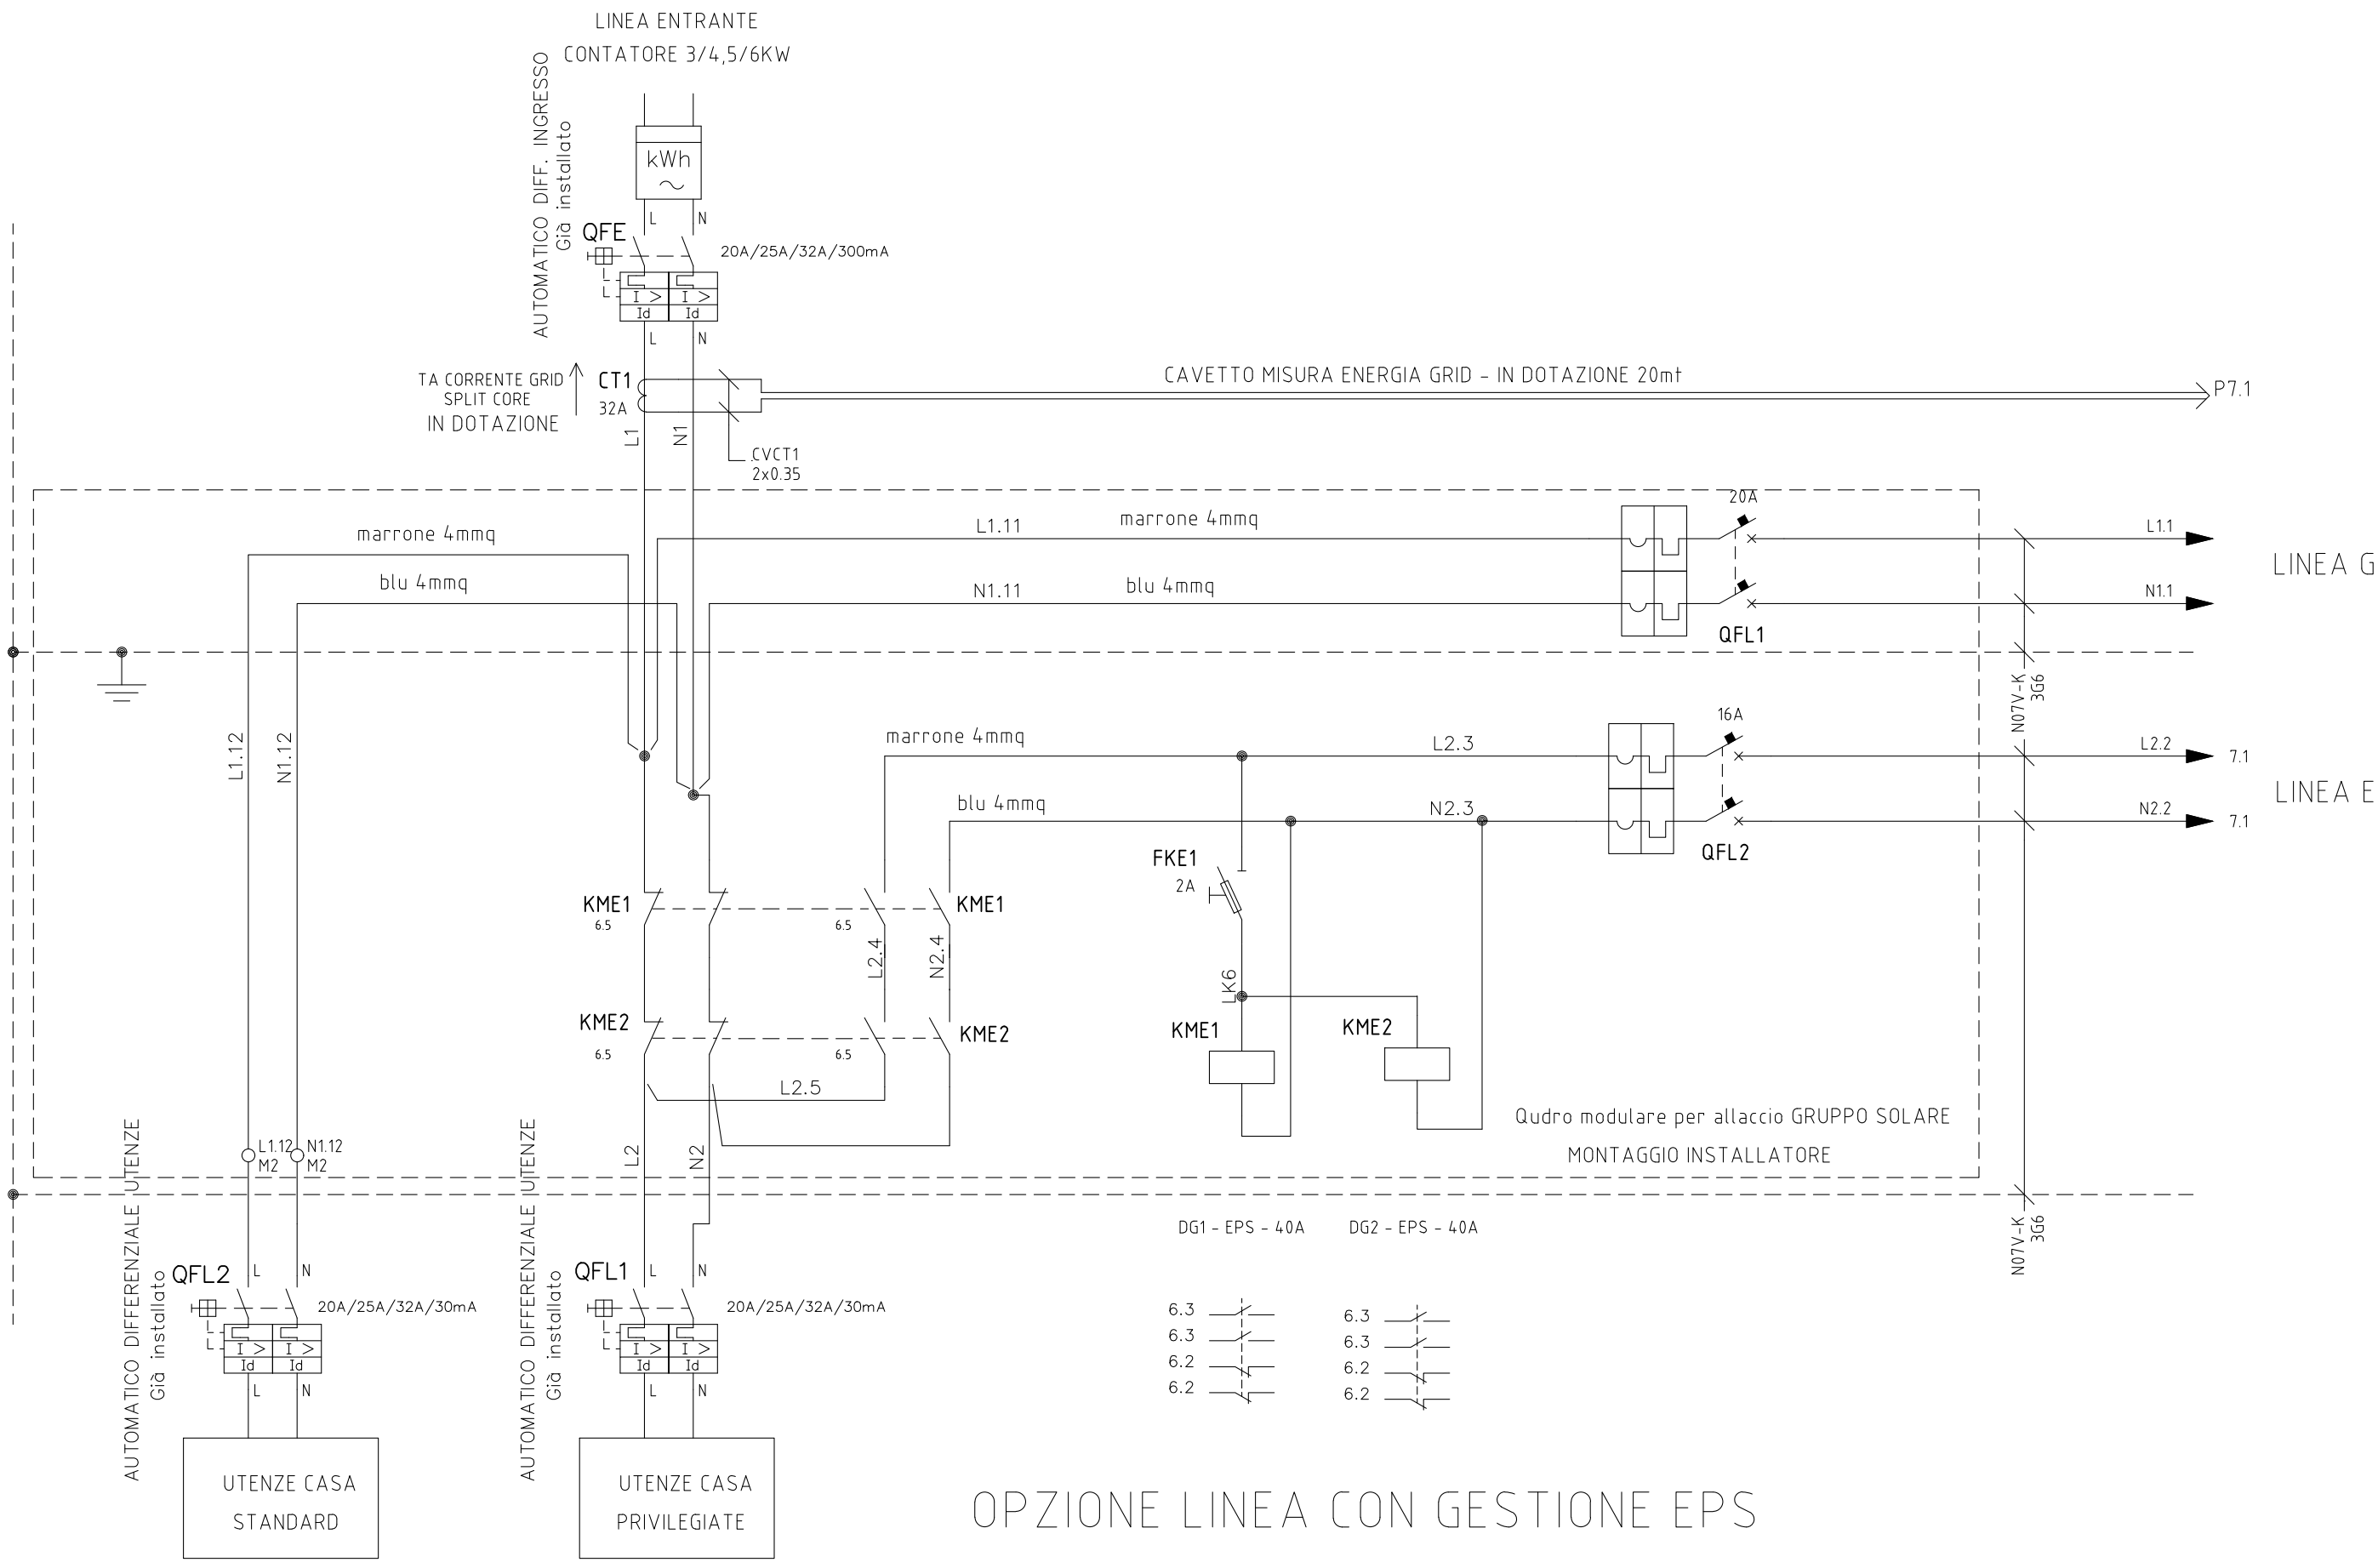 LINEA ENTRANTE
CONTATORE 3/4,5/6KW
AUTOMATICO DIFF. INGRESSO
Già installato
kWh
L
N
QFE
20A/25A/32A/300mA
I >
I >
Id
Id
L
N
TA CORRENTE GRID
SPLIT CORE
IN DOTAZIONE
CT1
32A
L1
N1
CAVETTO MISURA ENERGIA GRID - IN DOTAZIONE 20mt
P7.1
CVCT1
2x0.35
20A
marrone 4mmq
L1.11
marrone 4mmq
L1.1
LINEA G
blu 4mmq
N1.11
blu 4mmq
N1.1
QFL1
N07V-K
3G6
L1.12
N1.12
marrone 4mmq
L2.3
16A
L2.2
7.1
LINEA E
blu 4mmq
N2.3
N2.2
7.1
QFL2
FKE1
2A
KME1
6.5
6.5
KME1
L2.4
N2.4
LK6
KME2
6.5
6.5
KME2
KME1
KME2
L2.5
L2
N2
Qudro modulare per allaccio GRUPPO SOLARE
MONTAGGIO INSTALLATORE
L1.12
M2
N1.12
M2
AUTOMATICO DIFFERENZIALE UTENZE
Già installato
AUTOMATICO DIFFERENZIALE UTENZE
Già installato
DG1 - EPS - 40A
DG2 - EPS - 40A
N07V-K
3G6
QFL2
L
N
20A/25A/32A/30mA
I >
I >
Id
Id
L
N
QFL1
L
N
20A/25A/32A/30mA
I >
I >
Id
Id
L
N
6.3
6.3
6.2
6.2
6.3
6.3
6.2
6.2
UTENZE CASA
STANDARD
UTENZE CASA
PRIVILEGIATE
OPZIONE LINEA CON GESTIONE EPS